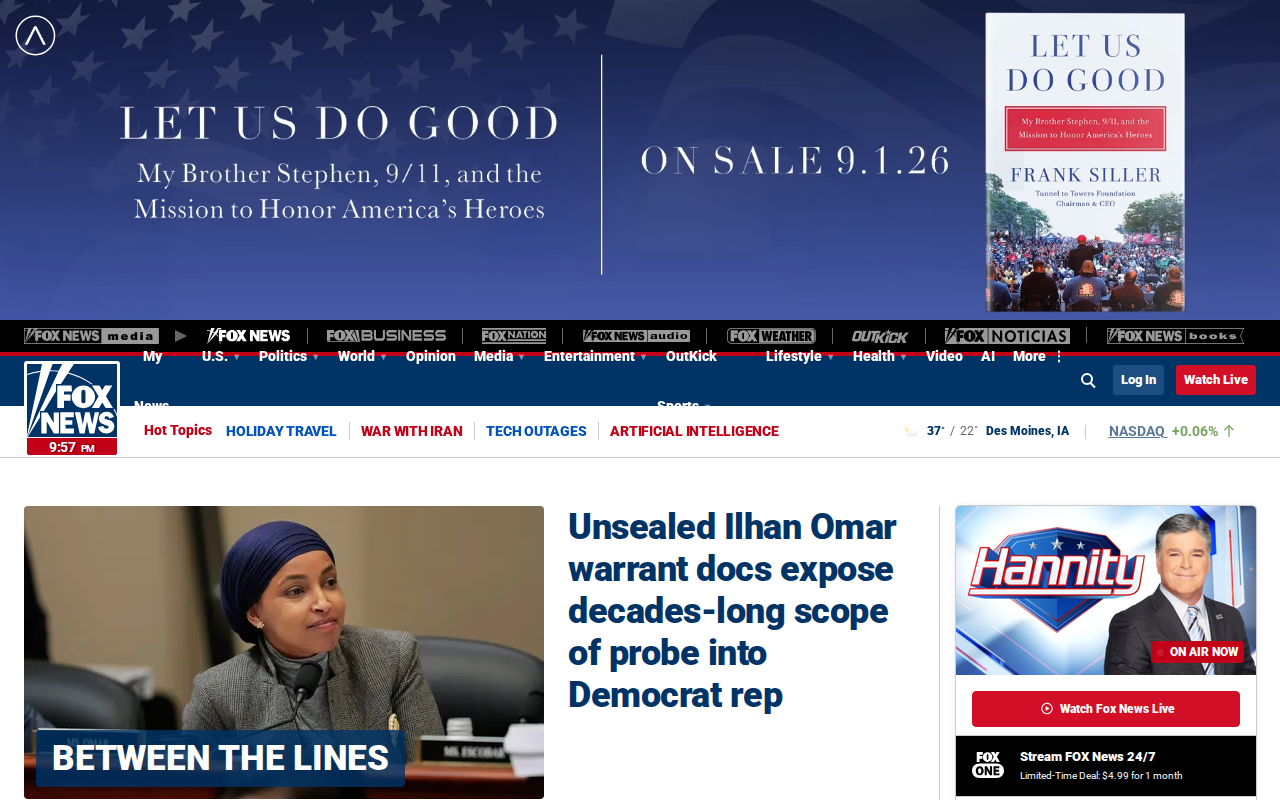 LET US DO GOOD
My Brother Stephen, 9/11, and the
Mission to Honor America's Heroes
ON SALE 9.1.26
LET US
DO GOOD
My Brother Stephen, 9/11, and the
Mission to Honor America's Heroes
FRANK SILLER
Tunnel to Towers Foundation
Chairman & CEO
FOX NEWS media FOX NEWS FOX BUSINESS FOX NATION FOX NEWS audio FOX WEATHER OUTKICK FOX NOTICIAS FOX NEWS books
My News U.S. Politics World Opinion Media Entertainment OutKick Sports Lifestyle Health Video AI More
Log In Watch Live
FOX
NEWS
9:57 PM
Hot Topics HOLIDAY TRAVEL WAR WITH IRAN TECH OUTAGES ARTIFICIAL INTELLIGENCE 37° / 22° Des Moines, IA NASDAQ +0.06%
MS. OMAR
MS. ESCOBAR
BETWEEN THE LINES
Unsealed Ilhan Omar
warrant docs expose
decades-long scope
of probe into
Democrat rep
Hannity
ON AIR NOW
Watch Fox News Live
FOX
ONE
Stream FOX News 24/7
Limited-Time Deal: $4.99 for 1 month